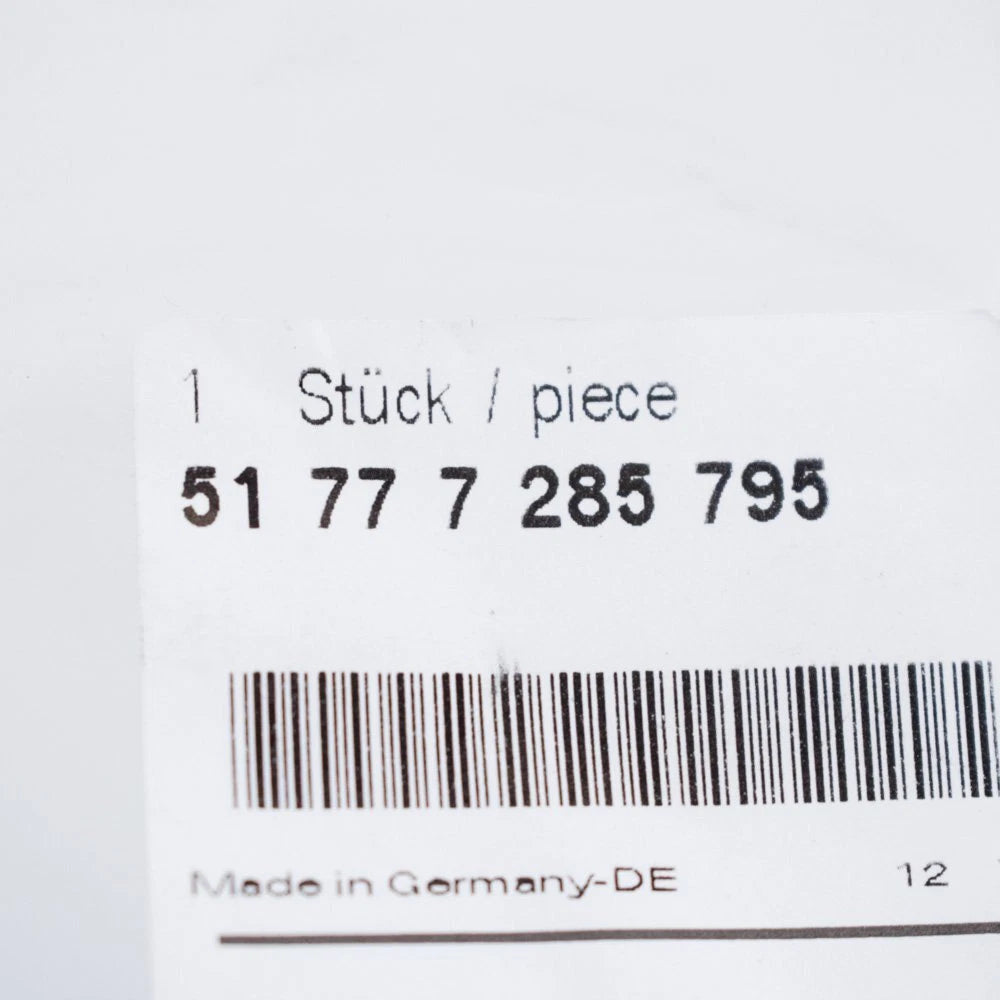 1 Stück / piece
51 77 7 285 795
Made in Germany-DE 12